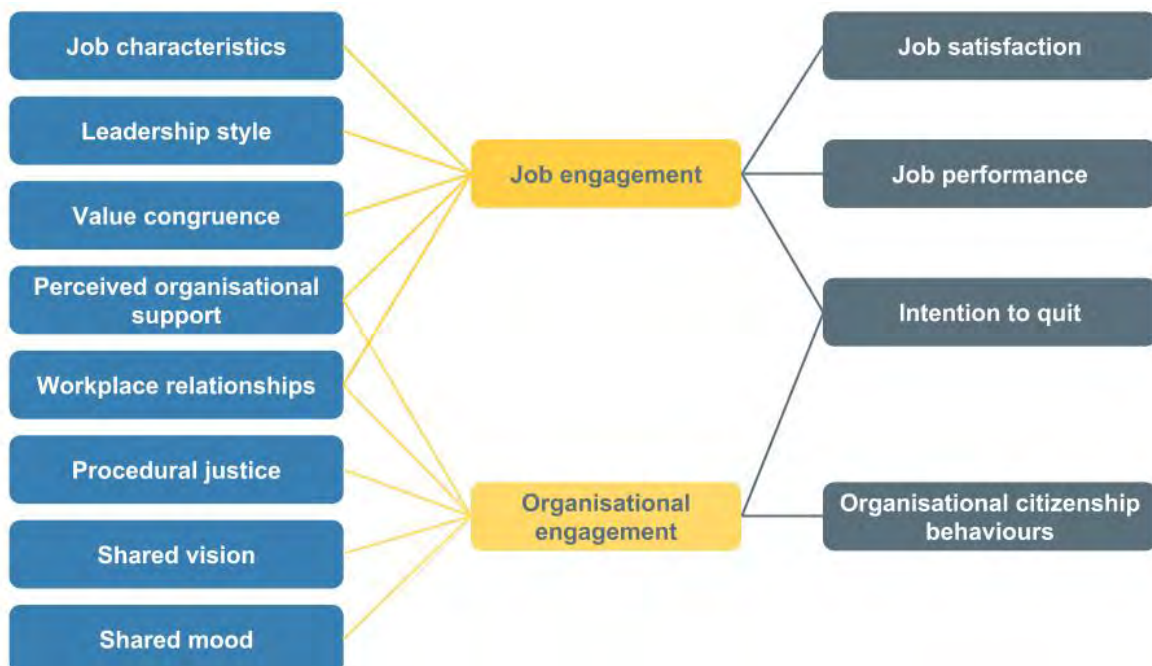 Job characteristics
Leadership style
Value congruence
Perceived organisational
support
Workplace relationships
Procedural justice
Shared vision
Shared mood
Job engagement
Organisational
engagement
Job satisfaction
Job performance
Intention to quit
Organisational citizenship
behaviours